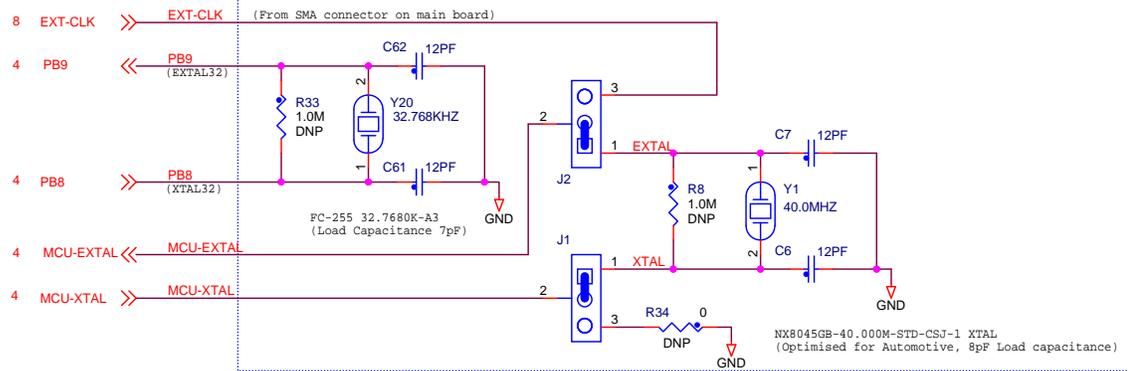 8 EXT-CLK EXT-CLK (From SMA connector on main board)
4 PB9 PB9
(EXTAL32)
C62 12PF
2
R33
1.0M
DNP
Y20
32.768KHZ
1
C61 12PF
4 PB8 PB8
(XTAL32)
GND
FC-255 32.7680K-A3
(Load Capacitance 7pF)
3
2
1 EXTAL
J2
C7 12PF
1
R8
1.0M
DNP
Y1
40.0MHZ
2
C6 12PF
GND
4 MCU-EXTAL MCU-EXTAL
J1
1 XTAL
4 MCU-XTAL MCU-XTAL 2
3 R34 0
DNP
GND
NX8045GB-40.000M-STD-CSJ-1 XTAL
(Optimised for Automotive, 8pF Load capacitance)